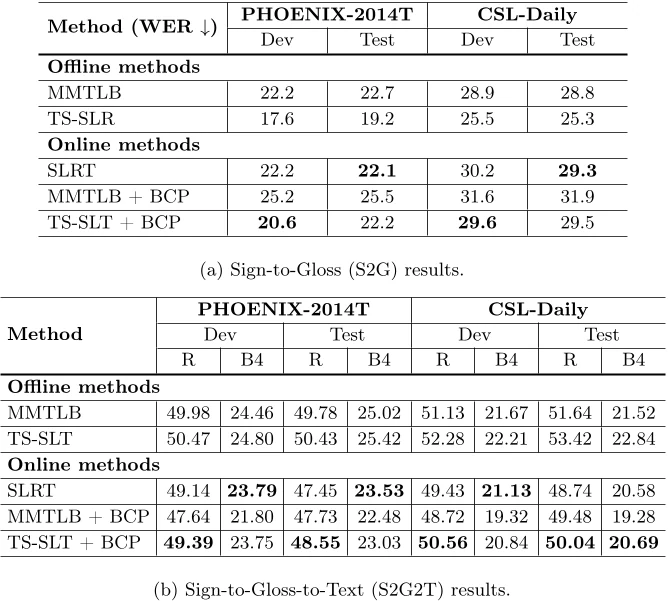 Method (WER ↓) PHOENIX-2014T CSL-Daily
Dev Test Dev Test
Offline methods
MMTLB 22.2 22.7 28.9 28.8
TS-SLR 17.6 19.2 25.5 25.3
Online methods
SLRT 22.2 22.1 30.2 29.3
MMTLB + BCP 25.2 25.5 31.6 31.9
TS-SLT + BCP 20.6 22.2 29.6 29.5
(a) Sign-to-Gloss (S2G) results.
Method PHOENIX-2014T CSL-Daily
Dev Test Dev Test
R B4 R B4 R B4 R B4
Offline methods
MMTLB 49.98 24.46 49.78 25.02 51.13 21.67 51.64 21.52
TS-SLT 50.47 24.80 50.43 25.42 52.28 22.21 53.42 22.84
Online methods
SLRT 49.14 23.79 47.45 23.53 49.43 21.13 48.74 20.58
MMTLB + BCP 47.64 21.80 47.73 22.48 48.72 19.32 49.48 19.28
TS-SLT + BCP 49.39 23.75 48.55 23.03 50.56 20.84 50.04 20.69
(b) Sign-to-Gloss-to-Text (S2G2T) results.